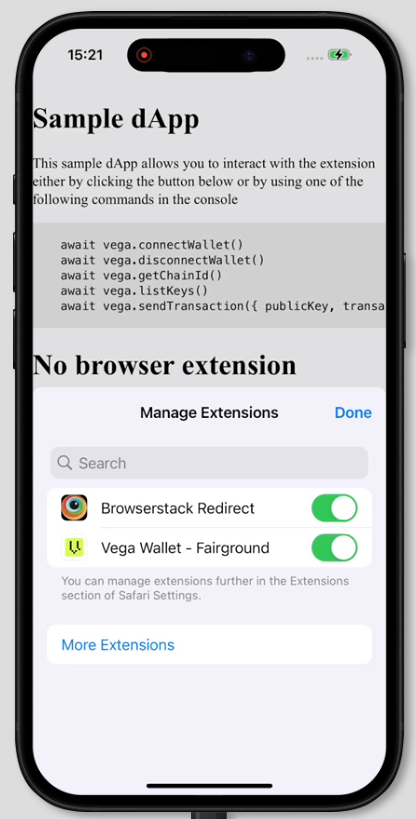 15:21
Sample dApp
This sample dApp allows you to interact with the extension
either by clicking the button below or by using one of the
following commands in the console
await vega.connectWallet()
await vega.disconnectWallet()
await vega.getChainId()
await vega.listKeys()
await vega.sendTransaction({ publicKey, transa
No browser extension
Manage Extensions
Done
Search
Browserstack Redirect
Vega Wallet - Fairground
You can manage extensions further in the Extensions
section of Safari Settings.
More Extensions